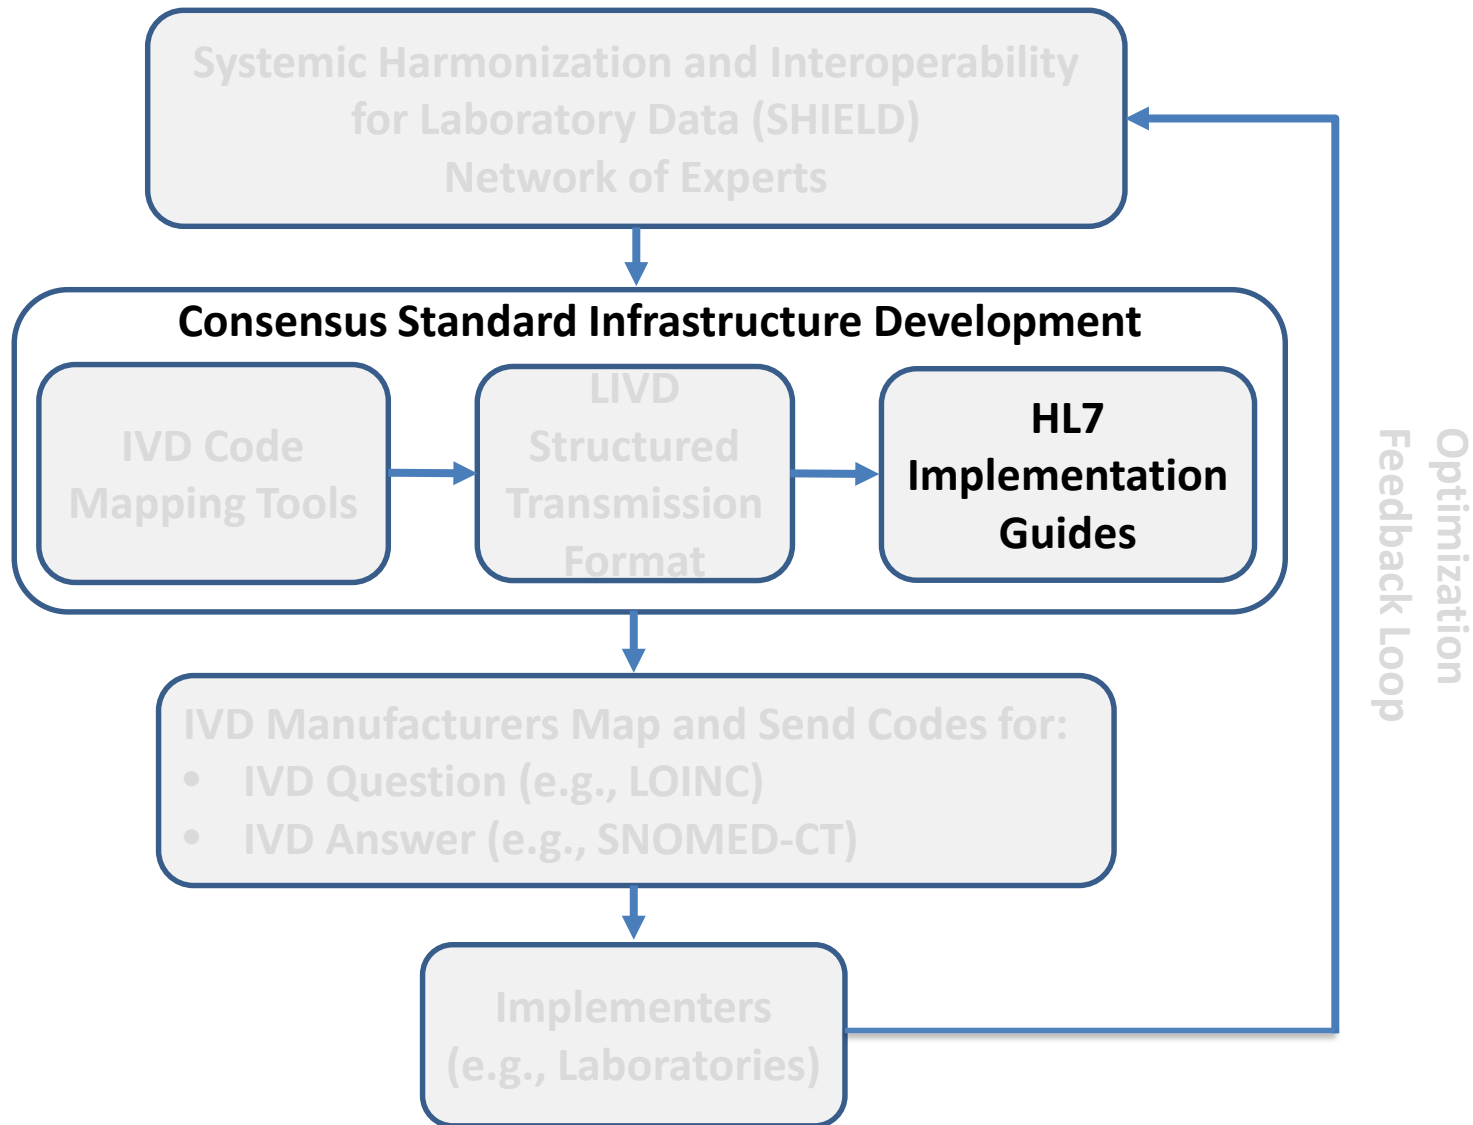 Systemic Harmonization and Interoperability
for Laboratory Data (SHIELD)
Network of Experts
Consensus Standard Infrastructure Development
IVD Code
Mapping Tools
LIVD
Structured
Transmission
Format
HL7
Implementation
Guides
Optimization
Feedback Loop
IVD Manufacturers Map and Send Codes for:
• IVD Question (e.g., LOINC)
• IVD Answer (e.g., SNOMED-CT)
Implementers
(e.g., Laboratories)